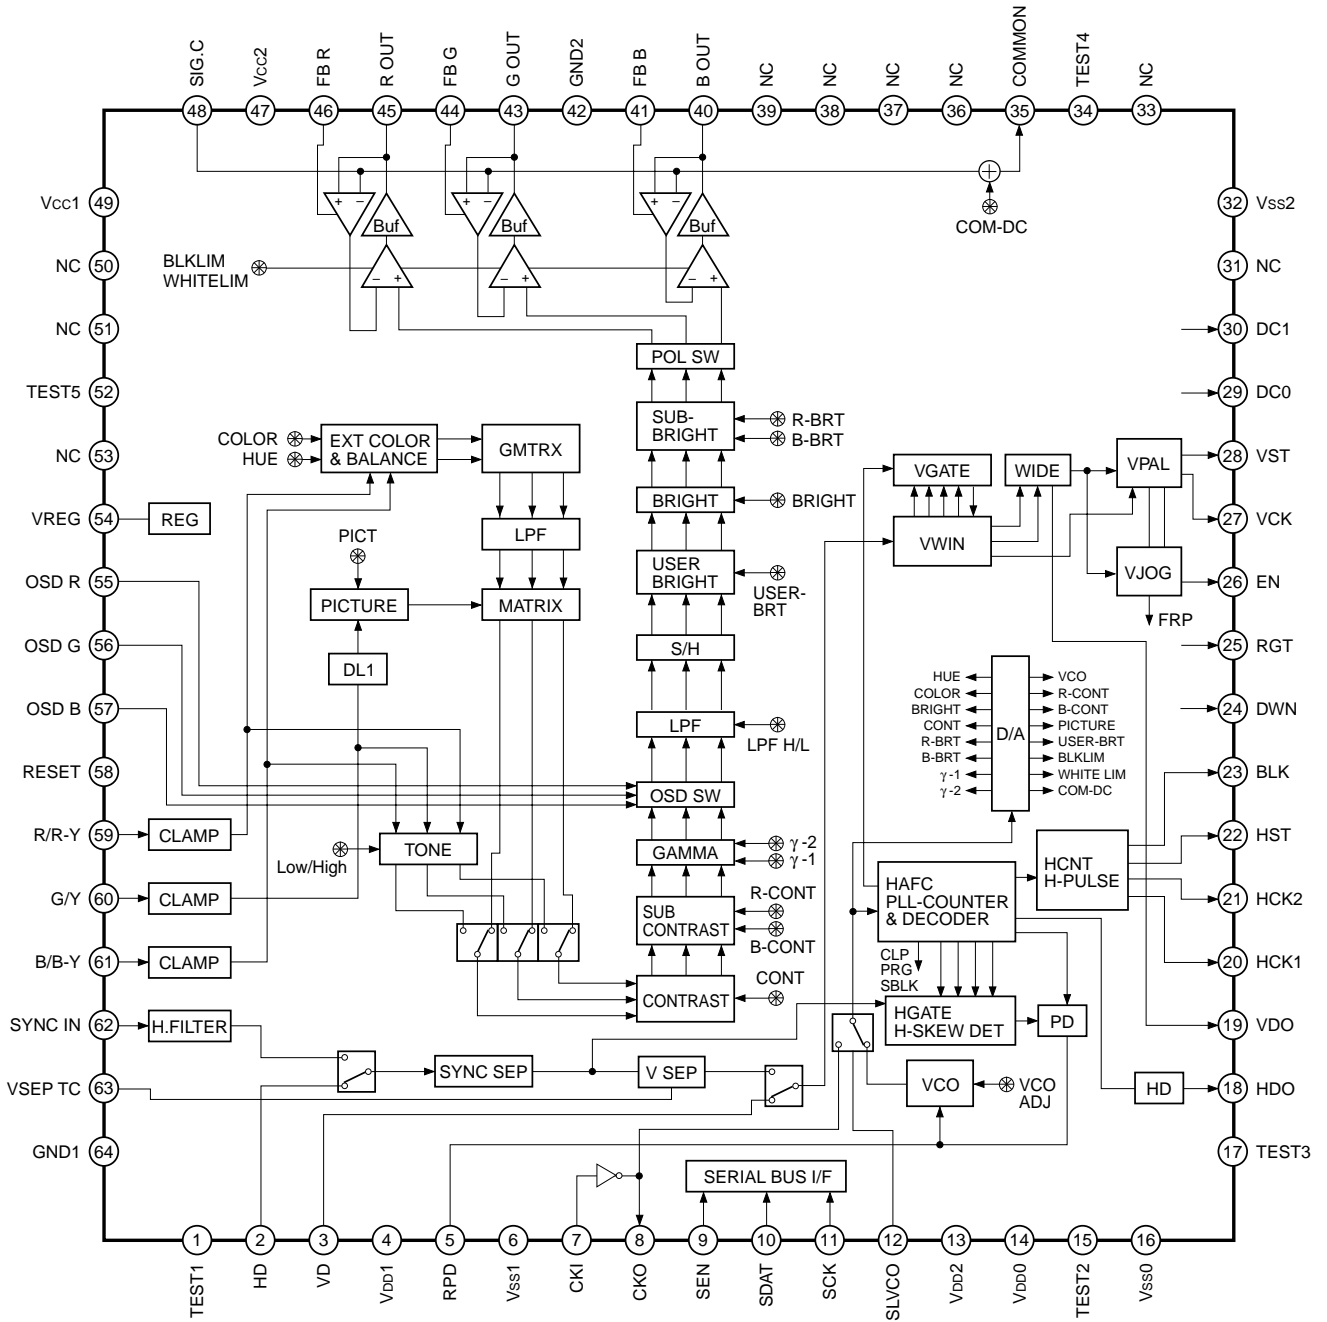 SIG.C
VCC2
FB R
R OUT
FB G
G OUT
GND2
FB B
B OUT
NC
NC
NC
NC
COMMON
TEST4
NC
48 47 46 45 44 43 42 41 40 39 38 37 36 35 34 33
VCC1 49
NC 50
NC 51
TEST5 52
NC 53
VREG 54
OSD R 55
OSD G 56
OSD B 57
RESET 58
R/R-Y 59
G/Y 60
B/B-Y 61
SYNC IN 62
VSEP TC 63
GND1 64
32 VSS2
31 NC
30 DC1
29 DC0
28 VST
27 VCK
26 EN
25 RGT
24 DWN
23 BLK
22 HST
21 HCK2
20 HCK1
19 VDO
18 HDO
17 TEST3
+ −
+ −
+ −
Buf
Buf
Buf
− +
− +
− +
+
COM-DC
BLKLIM
WHITELIM
POL SW
SUB-
BRIGHT
R-BRT
B-BRT
BRIGHT
BRIGHT
USER
BRIGHT
USER-
BRT
S/H
LPF
LPF H/L
OSD SW
GAMMA
γ-2
γ-1
SUB
CONTRAST
R-CONT
B-CONT
CONTRAST
CONT
COLOR
HUE
EXT COLOR
& BALANCE
GMTRX
LPF
MATRIX
REG
PICT
PICTURE
DL1
CLAMP
CLAMP
CLAMP
TONE
Low/High
H.FILTER
SYNC SEP
V SEP
VGATE
WIDE
VPAL
VWIN
VJOG
FRP
D/A
HUE
COLOR
BRIGHT
CONT
R-BRT
B-BRT
γ-1
γ-2
VCO
R-CONT
B-CONT
PICTURE
USER-BRT
BLKLIM
WHITE LIM
COM-DC
HCNT
H-PULSE
HAFC
PLL-COUNTER
& DECODER
CLP
PRG
SBLK
HGATE
H-SKEW DET
PD
VCO
VCO
ADJ
HD
SERIAL BUS I/F
1 2 3 4 5 6 7 8 9 10 11 12 13 14 15 16
TEST1
HD
VD
VDD1
RPD
VSS1
CKI
CKO
SEN
SDAT
SCK
SLVCO
VDD2
VDD0
TEST2
VSS0